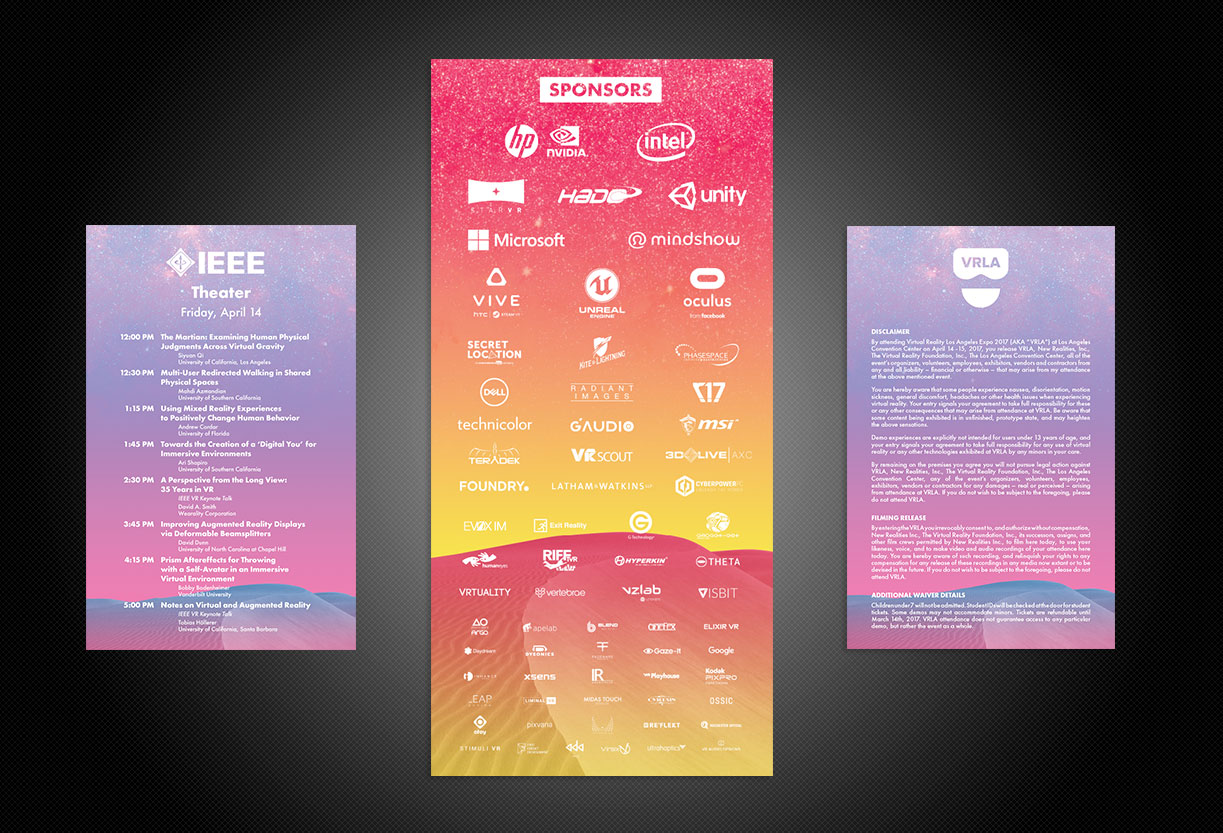 IEEE
Theater
Friday, April 14
12:00 PM The Martian: Examining Human Physical
Judgments Across Virtual Gravity
Siyuan Qi
University of California, Los Angeles
12:30 PM Multi-User Redirected Walking in Shared
Physical Spaces
Mahdi Azmandian
University of Southern California
1:15 PM Using Mixed Reality Experiences
to Positively Change Human Behavior
Andrew Cordar
University of Florida
1:45 PM Towards the Creation of a ‘Digital You’ for
Immersive Environments
Ari Shapiro
University of Southern California
2:30 PM A Perspective from the Long View:
35 Years in VR
IEEE VR Keynote Talk
David A. Smith
Wearality Corporation
3:45 PM Improving Augmented Reality Displays
via Deformable Beamsplitters
David Dunn
University of North Carolina at Chapel Hill
4:15 PM Prism Aftereffects for Throwing
with a Self-Avatar in an Immersive
Virtual Environment
Bobby Bodenheimer
Vanderbilt University
5:00 PM Notes on Virtual and Augmented Reality
IEEE VR Keynote Talk
Tobias Höllerer
University of California, Santa Barbara
SPONSORS
hp NVIDIA intel
STARVR HADO unity
Microsoft mindshow
VIVE UNREAL ENGINE oculus
HTC STEAM VR from facebook
SECRET LOCATION KITE & LIGHTNING PHASESPACE
DELL RADIANT IMAGES
technicolor G'AUDIO msi
TERADEK VRSCOUT 3D LIVE AXC
FOUNDRY. LATHAM&WATKINS LLP CYBERPOWERPC
EVOXIM Exit Reality G-Technology
humaneyes RIFF VR HYPERKIN THETA
VRTUALITY vertebrae vzlab VISBIT
apelab BLEND ELIXIR VR
Daydream DYSONICS Gaze-It Google
XSENS IR Playhouse Kodak PIXPRO
LEAP LIMINAL MIDAS TOUCH OSSIC
olay pixvana REVFLEET
STIMULI VR ultrahaptics
VRLA
DISCLAIMER
By attending Virtual Reality Los Angeles Expo 2017 (AKA “VRLA”) at Los Angeles
Convention Center on April 14 -15, 2017, you release VRLA, New Realities, Inc.,
The Virtual Reality Foundation, Inc., The Los Angeles Convention Center, all of the
event's organizers, volunteers, employees, exhibitors, vendors and contractors from
any and all liability – financial or otherwise – that may arise from my attendance
at the above mentioned event.
You are hereby aware that some people experience nausea, disorientation, motion
sickness, general discomfort, headaches or other health issues when experiencing
virtual reality. Your entry signals your agreement to take full responsibility for these
or any other consequences that may arise from attendance at VRLA. Be aware that
some content being exhibited is in unfinished, prototype state, and may heighten
the above sensations.
Demo experiences are explicitly not intended for users under 13 years of age, and
your entry signals your agreement to take full responsibility for any use of virtual
reality or any other technologies exhibited at VRLA by any minors in your care.
By remaining on the premises you agree you will not pursue legal action against
VRLA, New Realities, Inc., The Virtual Reality Foundation, Inc., The Los Angeles
Convention Center, any of the event's organizers, volunteers, employees,
exhibitors, vendors or contractors for any damages – real or perceived – arising
from attendance at VRLA. If you do not wish to be subject to the foregoing, please
do not attend VRLA.
FILMING RELEASE
By entering the VRLA you irrevocably consent to, and authorize without compensation,
New Realities Inc., The Virtual Reality Foundation, Inc., its successors, assigns, and
other film crews permitted by New Realities Inc., to film here today, to use your
likeness, voice, and to make video and audio recordings of your attendance here
today. You are hereby aware of such recording, and relinquish your rights to any
compensation for any release of these recordings in any media now extant or to be
devised in the future. If you do not wish to be subject to the foregoing, please do not
attend VRLA.
ADDITIONAL WAIVER DETAILS
Children under 7 will not be admitted. Student IDs will be checked at the door for student
tickets. Some demos may not accommodate minors. Tickets are refundable until
March 14th, 2017. VRLA attendance does not guarantee access to any particular
demo, but rather the event as a whole.